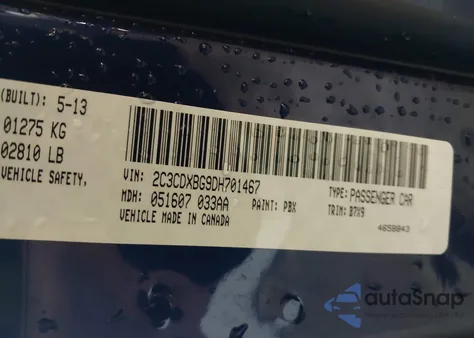 (BUILT): 5-13
01275 KG
02810 LB
VEHICLE SAFETY,
VIN: 2C3CDXBG9DH701467
TYPE: PASSENGER CAR
MDH: 051607 033AA
PAINT: PBX
TRIM: B7X9
VEHICLE MADE IN CANADA
4658843
autoSnap